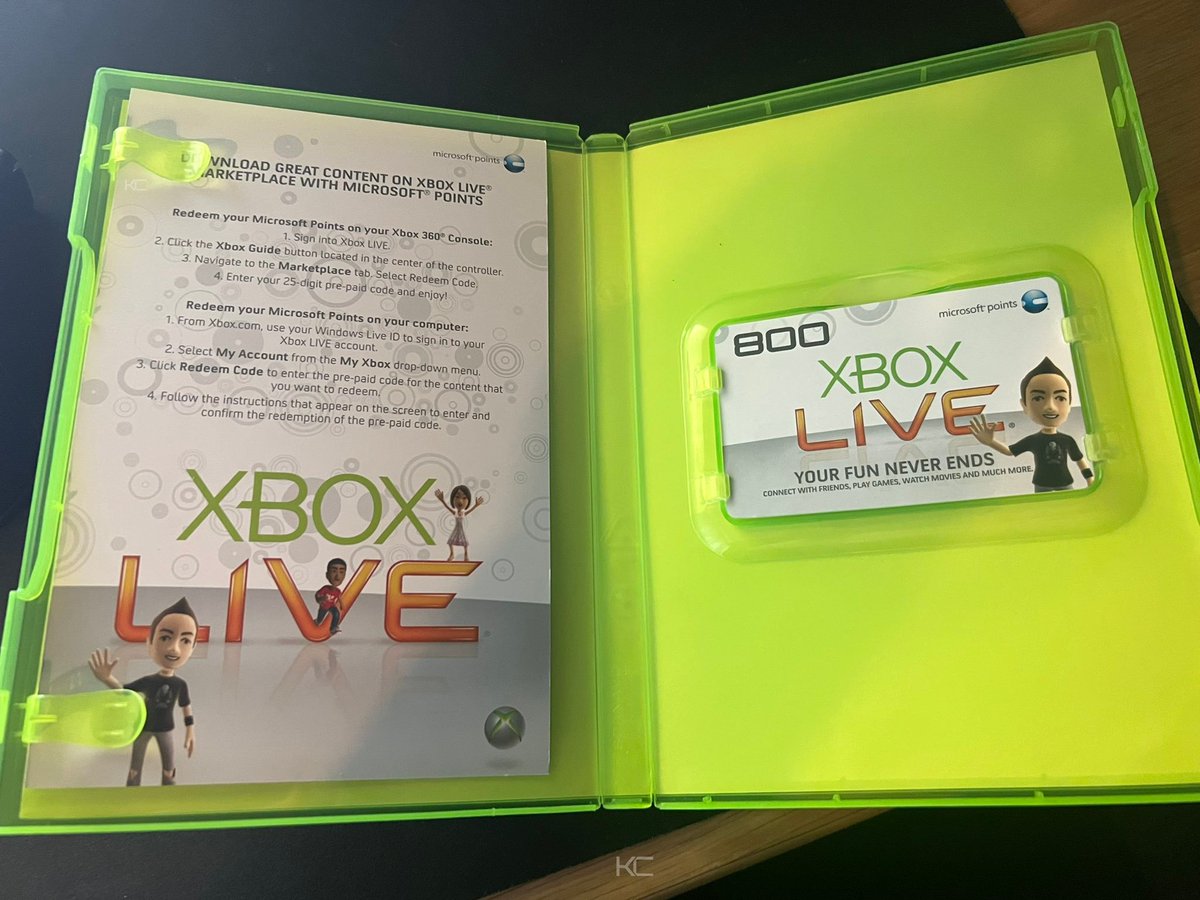 microsoft points
NLOAD GREAT CONTENT ON XBOX LIVE®
MARKETPLACE WITH MICROSOFT® POINTS
Redeem your Microsoft Points on your Xbox 360® Console:
1. Sign into Xbox LIVE.
2. Click the Xbox Guide button located in the center of the controller.
3. Navigate to the Marketplace tab. Select Redeem Code.
4. Enter your 25-digit pre-paid code and enjoy!
Redeem your Microsoft Points on your computer:
1. From Xbox.com, use your Windows Live ID to sign in to your
Xbox LIVE account.
2. Select My Account from the My Xbox drop-down menu.
3. Click Redeem Code to enter the pre-paid code for the content that
you want to redeem.
4. Follow the instructions that appear on the screen to enter and
confirm the redemption of the pre-paid code.
XBOX
LIVE
800
microsoft points
XBOX
LIVE®
YOUR FUN NEVER ENDS
CONNECT WITH FRIENDS, PLAY GAMES, WATCH MOVIES AND MUCH MORE.
KC
KC